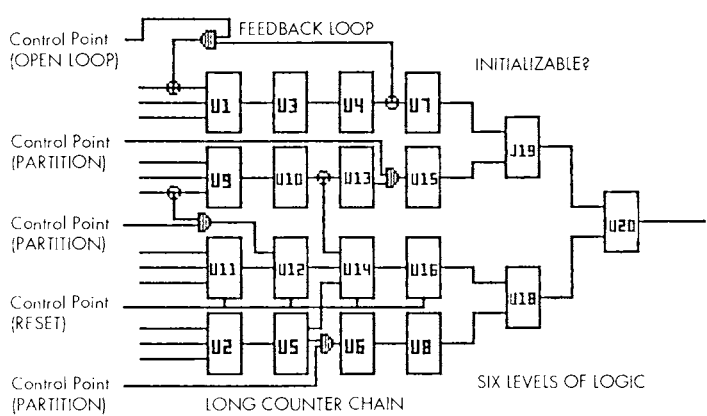 Control Point
(OPEN LOOP)
FEEDBACK LOOP
INITIALIZABLE?
U1
U3
U4
U7
Control Point
(PARTITION)
U9
U10
U13
U15
J19
Control Point
(PARTITION)
U20
U11
U12
U14
U16
U18
Control Point
(RESET)
U2
U5
U6
U8
Control Point
(PARTITION)
LONG COUNTER CHAIN
SIX LEVELS OF LOGIC